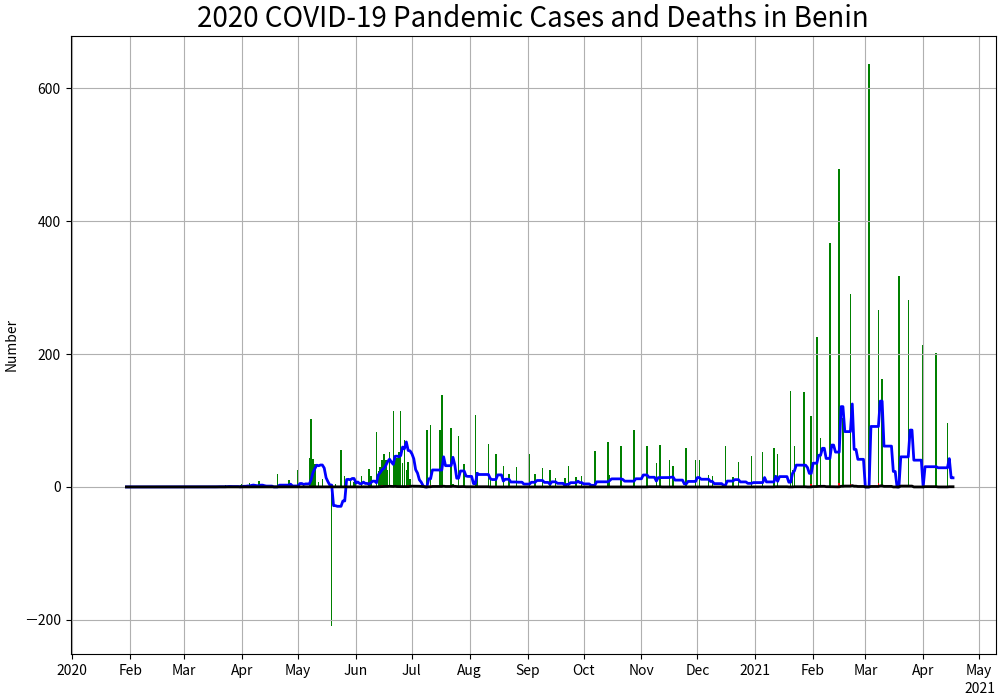 2020 COVID-19 Pandemic Cases and Deaths in Benin
Number
600
400
200
0
−200
2020 Feb Mar Apr May Jun Jul Aug Sep Oct Nov Dec 2021 Feb Mar Apr May
2021